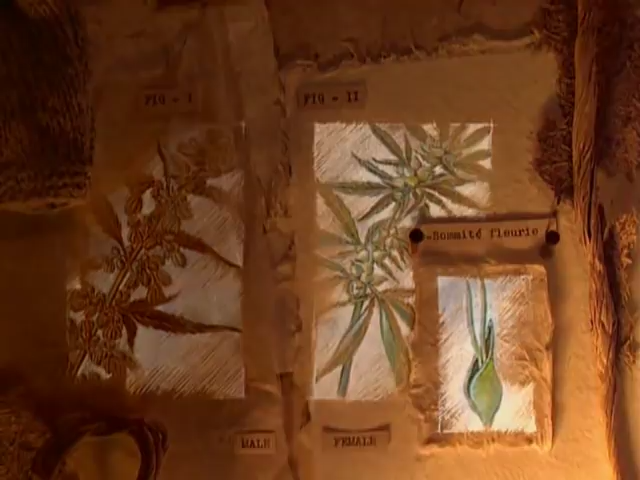 FIG - I
FIG - II
-Sommité fleurie
MALE
FEMALE